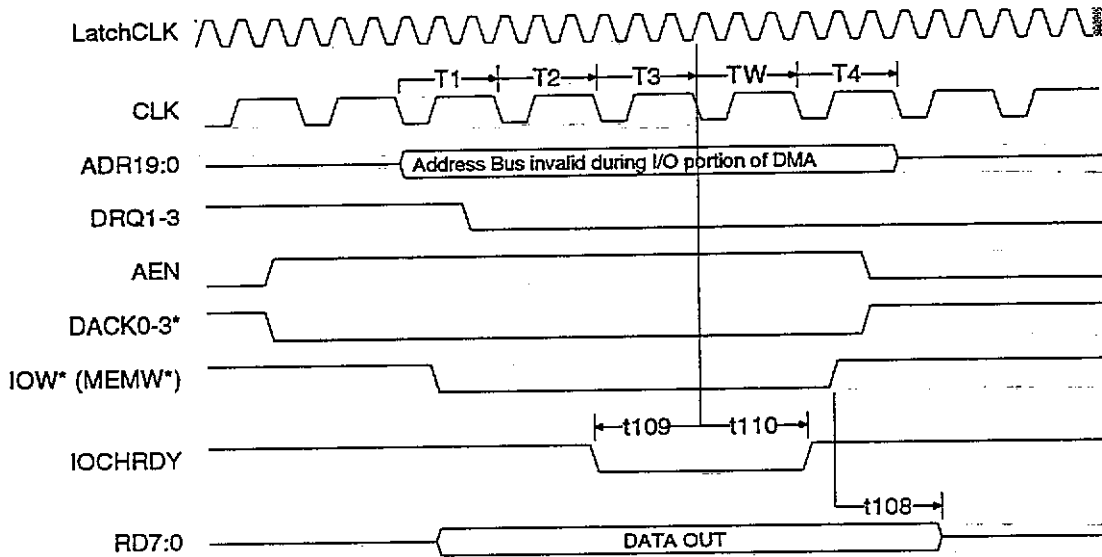 LatchCLK
T1 T2 T3 TW T4
CLK
ADR19:0 Address Bus invalid during I/O portion of DMA
DRQ1-3
AEN
DACK0-3*
IOW* (MEMW*)
t109 t110
IOCHRDY
t108
RD7:0 DATA OUT